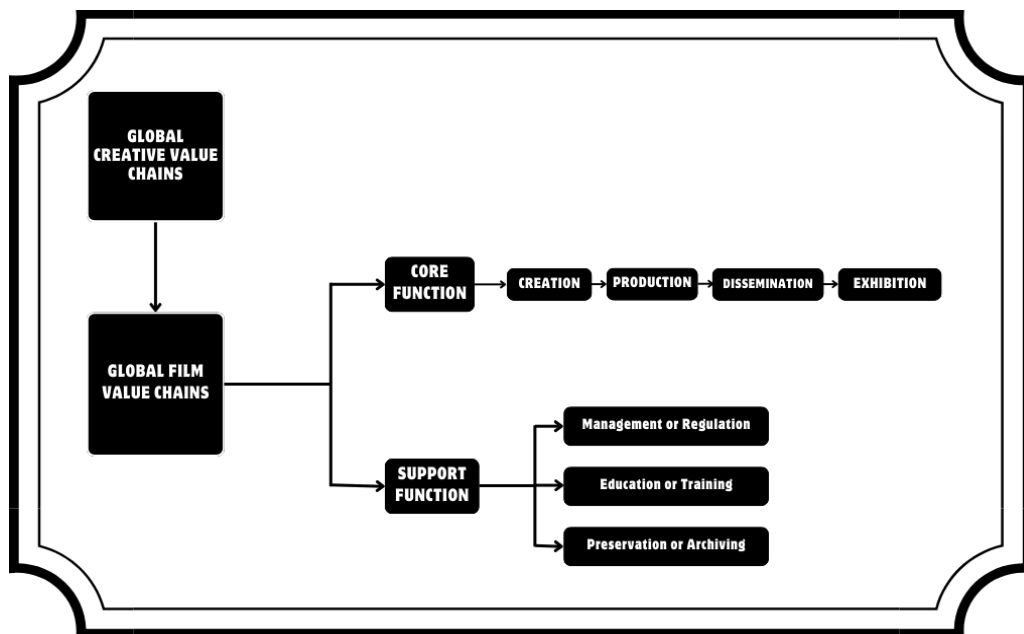 GLOBAL
CREATIVE VALUE
CHAINS
GLOBAL FILM
VALUE CHAINS
CORE
FUNCTION
CREATION
PRODUCTION
DISSEMINATION
EXHIBITION
SUPPORT
FUNCTION
Management or Regulation
Education or Training
Preservation or Archiving